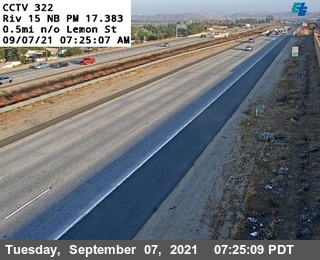 CCTV 322
Riv 15 NB PM 17.383
0.5mi n/o Lemon St
09/07/21 07:25:07 AM
Tuesday, September 07, 2021 07:25:09 PDT